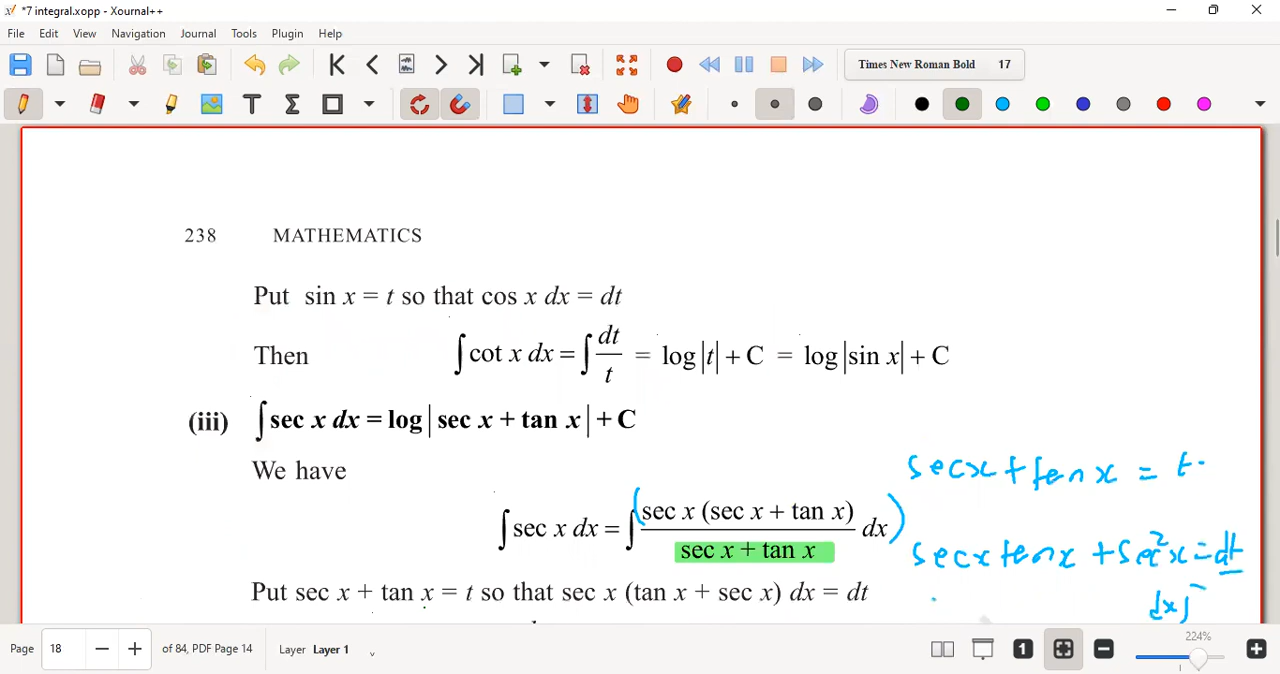 *7 integral.xopp - Xournal++
File Edit View Navigation Journal Tools Plugin Help
Times New Roman Bold 17
238 MATHEMATICS
Put sin x = t so that cos x dx = dt
Then ∫ cot x dx = ∫ dt/t = log |t| + C = log |sin x| + C
(iii) ∫ sec x dx = log | sec x + tan x | + C
We have
secx + tanx = t
∫ sec x dx = ∫ (sec x (sec x + tan x) / sec x + tan x dx)
secx tanx + sec²x = dt/dx
Put sec x + tan x = t so that sec x (tan x + sec x) dx = dt
Page 18 of 84, PDF Page 14 Layer Layer 1 1 224%